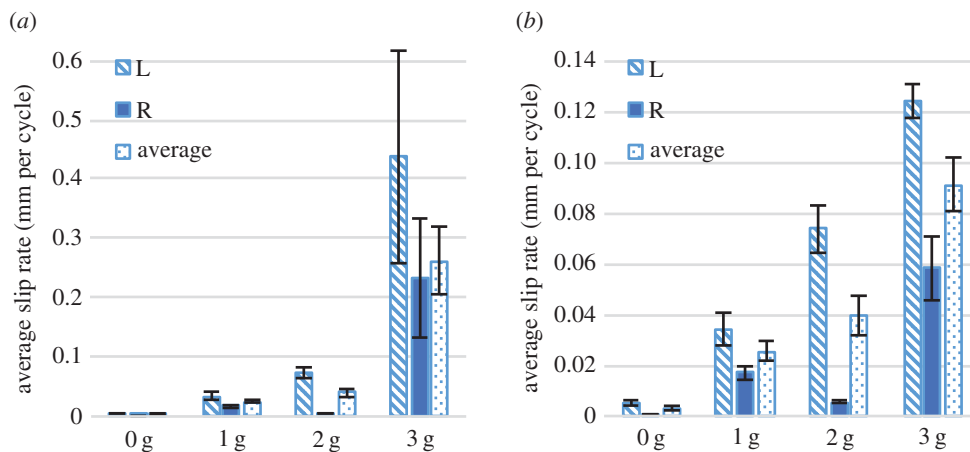 (a)
average slip rate (mm per cycle)
0.6
0.5
0.4
0.3
0.2
0.1
0
L
R
average
0 g
1 g
2 g
3 g
(b)
average slip rate (mm per cycle)
0.14
0.12
0.10
0.08
0.06
0.04
0.02
0
L
R
average
0 g
1 g
2 g
3 g